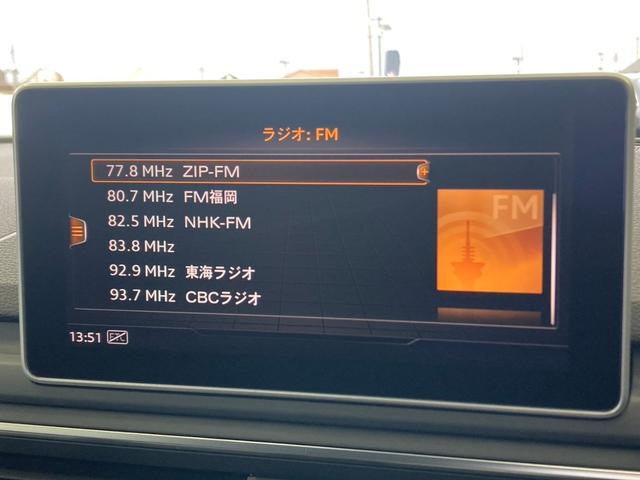 ラジオ: FM
77.8 MHz ZIP-FM
80.7 MHz FM福岡
82.5 MHz NHK-FM
83.8 MHz
92.9 MHz 東海ラジオ
93.7 MHz CBCラジオ
FM
13:51 ETC